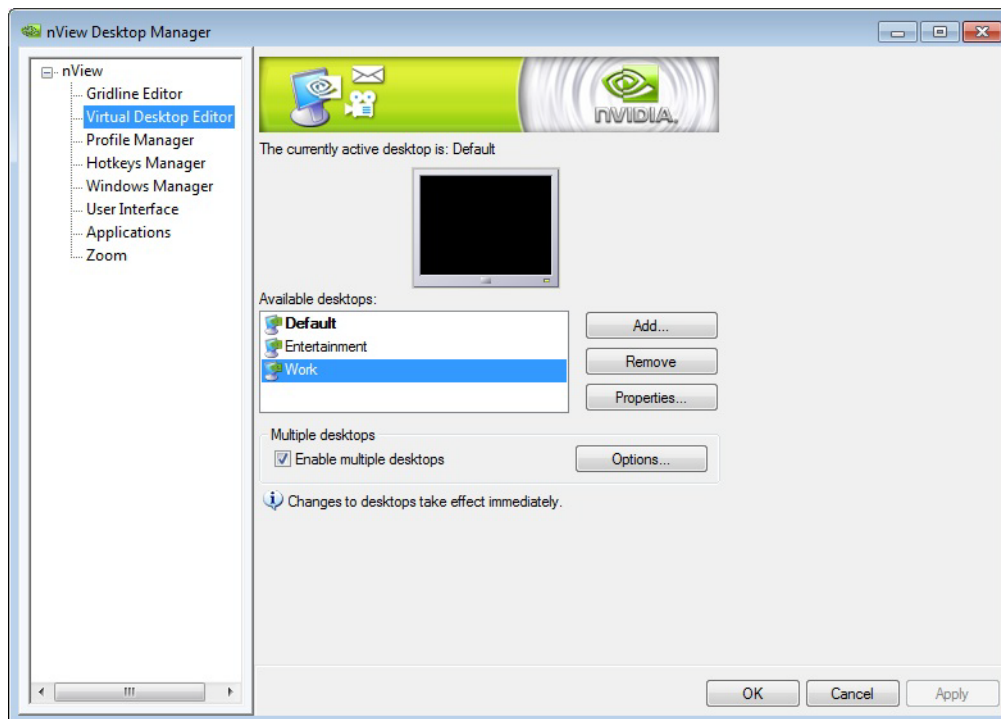 nView Desktop Manager
nView
Gridline Editor
Virtual Desktop Editor
Profile Manager
Hotkeys Manager
Windows Manager
User Interface
Applications
Zoom
NVIDIA.
The currently active desktop is: Default
Available desktops:
Default
Entertainment
Work
Add...
Remove
Properties...
Multiple desktops
Enable multiple desktops
Options...
Changes to desktops take effect immediately.
OK
Cancel
Apply